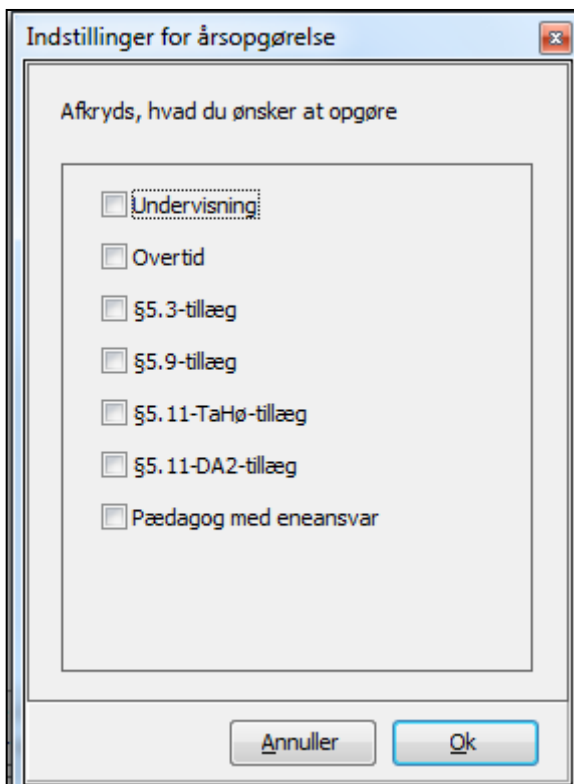 Indstillinger for årsopgørelse
Afkryds, hvad du ønsker at opgøre
Undervisning
Overtid
§5.3-tillæg
§5.9-tillæg
§5.11-TaHø-tillæg
§5.11-DA2-tillæg
Pædagog med eneansvar
Annuller
Ok